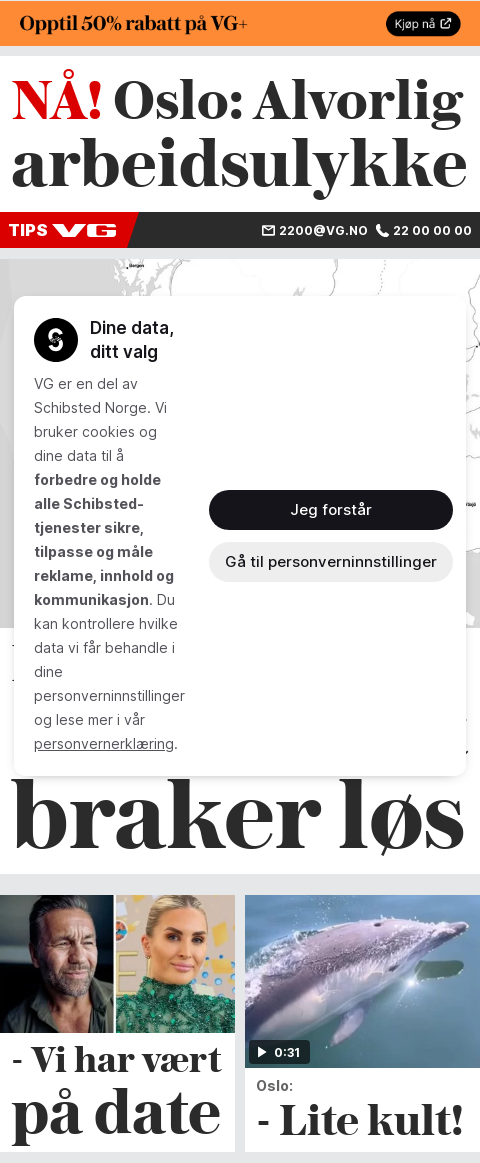 Opptil 50% rabatt på VG+
Kjøp nå
NÅ! Oslo: Alvorlig
arbeidsulykke
TIPS VG
2200@VG.NO 22 00 00 00
Bergen
Dine data,
ditt valg
VG er en del av
Schibsted Norge. Vi
bruker cookies og
dine data til å
forbedre og holde
alle Schibsted-
tjenester sikre,
tilpasse og måle
reklame, innhold og
kommunikasjon. Du
kan kontrollere hvilke
data vi får behandle i
dine
personverninnstillinger
og lese mer i vår
personvernerklæring.
Jeg forstår
Gå til personverninnstillinger
braker løs
- Vi har vært
på date
0:31
Oslo:
- Lite kult!